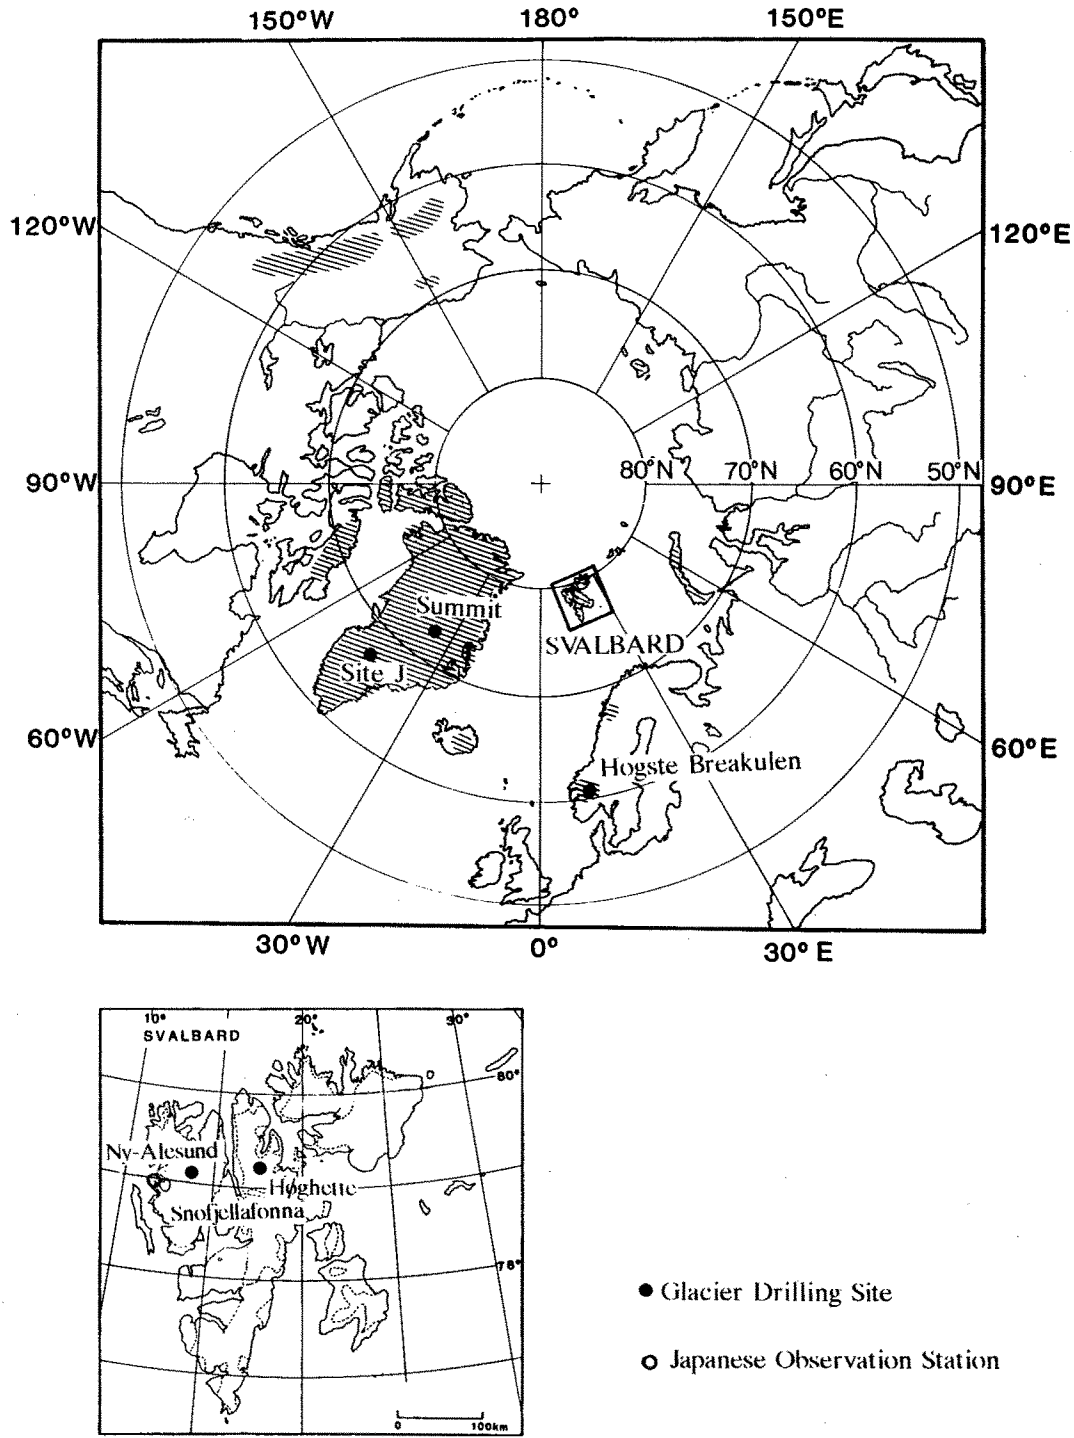 150°W 180° 150°E
120°W 120°E
90°W 80°N 70°N 60°N 50°N 90°E
Summit
SVALBARD
Site J
60°W 60°E
Hogste Breakulen
30°W 0° 30°E
10° 20° 30°
SVALBARD
80°
Ny-Alesund
Høghette
Snofjellafonna
78°
0 100km
Glacier Drilling Site
Japanese Observation Station